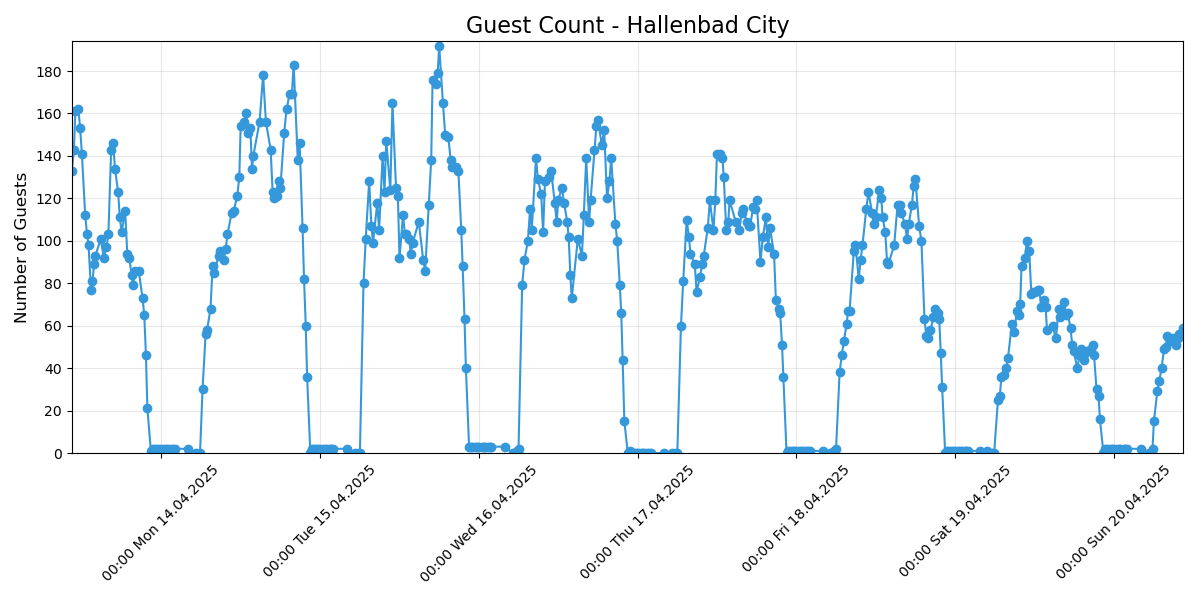 Guest Count - Hallenbad City
Number of Guests
180
160
140
120
100
80
60
40
20
0
00:00 Mon 14.04.2025
00:00 Tue 15.04.2025
00:00 Wed 16.04.2025
00:00 Thu 17.04.2025
00:00 Fri 18.04.2025
00:00 Sat 19.04.2025
00:00 Sun 20.04.2025